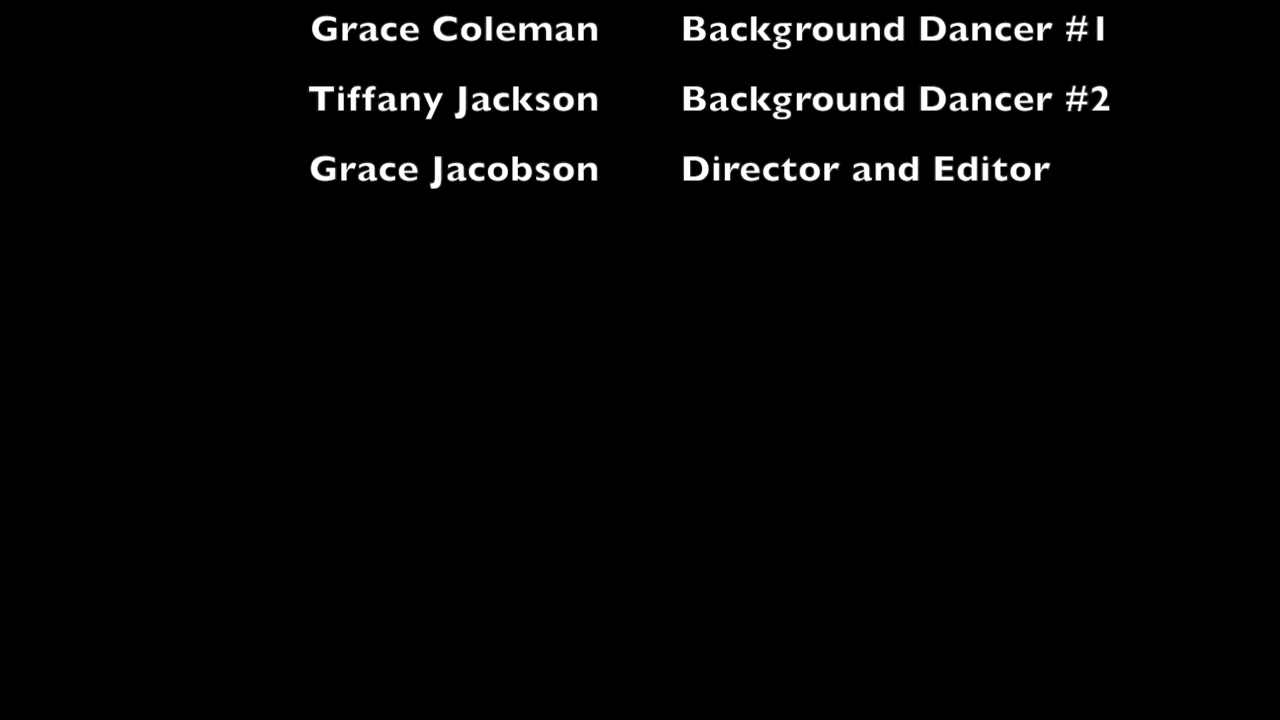 Grace Coleman Background Dancer #1
Tiffany Jackson Background Dancer #2
Grace Jacobson Director and Editor